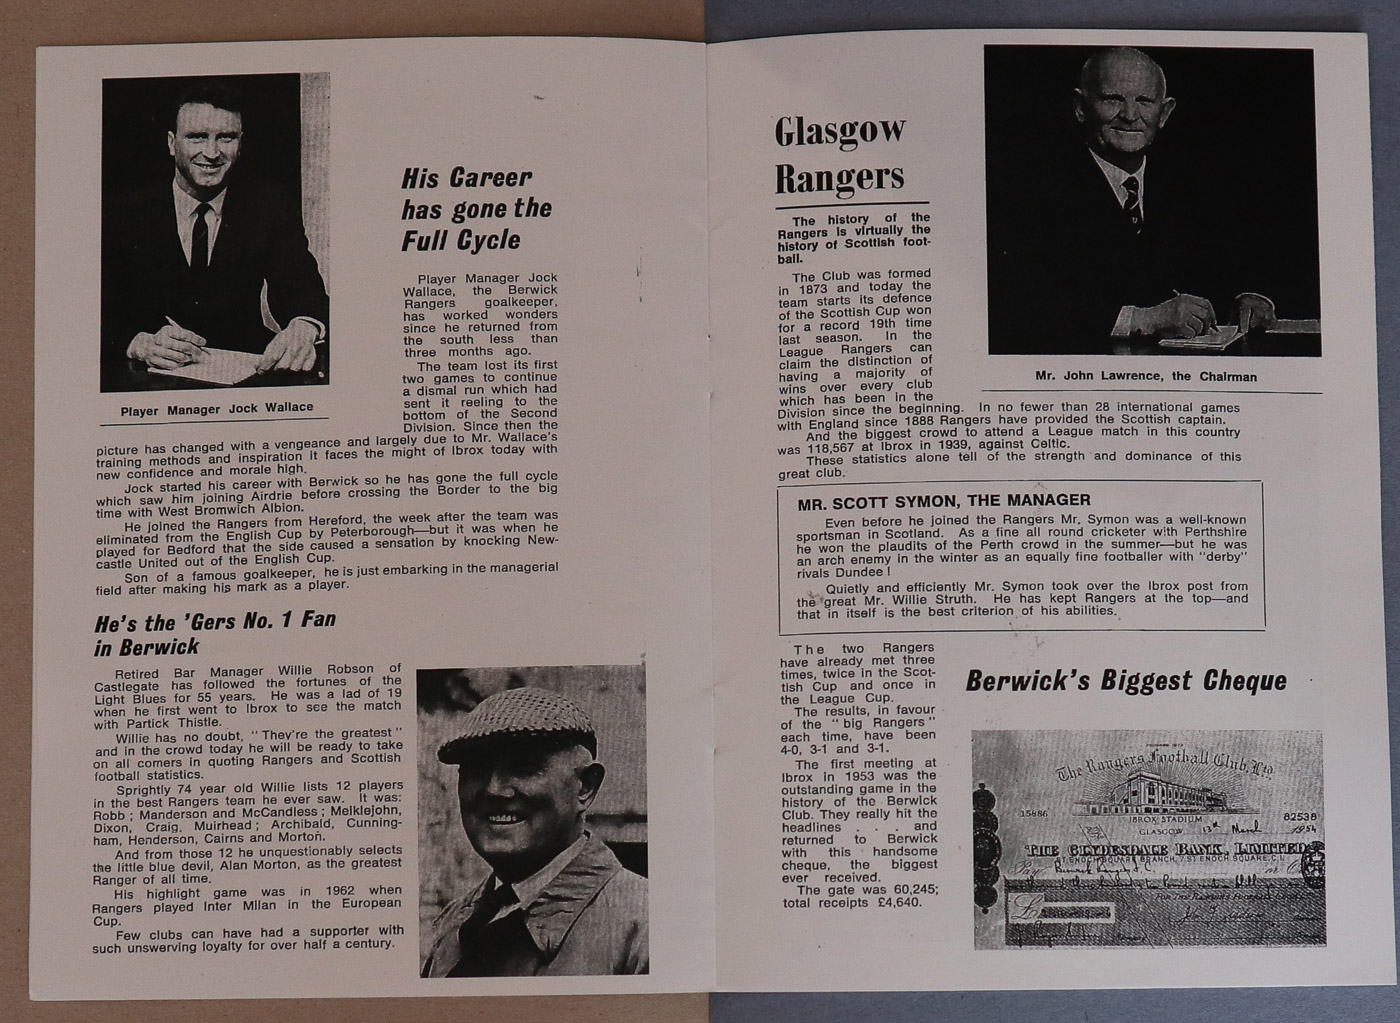 Player Manager Jock Wallace
His Career
has gone the
Full Cycle
Player Manager Jock
Wallace, the Berwick
Rangers goalkeeper,
has worked wonders
since he returned from
the south less than
three months ago.
The team lost its first
two games to continue
a dismal run which had
sent it reeling to the
bottom of the Second
Division. Since then the
picture has changed with a vengeance and largely due to Mr. Wallace's
training methods and inspiration it faces the might of Ibrox today with
new confidence and morale high.
Jock started his career with Berwick so he has gone the full cycle
which saw him joining Airdrie before crossing the Border to the big
time with West Bromwich Albion.
He joined the Rangers from Hereford, the week after the team was
eliminated from the English Cup by Peterborough—but it was when he
played for Bedford that the side caused a sensation by knocking New-
castle United out of the English Cup.
Son of a famous goalkeeper, he is just embarking in the managerial
field after making his mark as a player.
He's the 'Gers No. 1 Fan
in Berwick
Retired Bar Manager Willie Robson of
Castlegate has followed the fortunes of the
Light Blues for 55 years. He was a lad of 19
when he first went to Ibrox to see the match
with Partick Thistle.
Willie has no doubt, "They're the greatest"
and in the crowd today he will be ready to take
on all comers in quoting Rangers and Scottish
football statistics.
Sprightly 74 year old Willie lists 12 players
in the best Rangers team he ever saw. It was:
Robb; Manderson and McCandless; Meiklejohn,
Dixon, Craig, Muirhead; Archibald, Cunning-
ham, Henderson, Cairns and Morton.
And from those 12 he unquestionably selects
the little blue devil, Alan Morton, as the greatest
Ranger of all time.
His highlight game was in 1962 when
Rangers played Inter Milan in the European
Cup.
Few clubs can have had a supporter with
such unswerving loyalty for over half a century.
Glasgow
Rangers
The history of the
Rangers is virtually the
history of Scottish foot-
ball.
The Club was formed
in 1873 and today the
team starts its defence
of the Scottish Cup won
for a record 19th time
last season. In the
League Rangers can
claim the distinction of
having a majority of
wins over every club
which has been in the
Division since the beginning. In no fewer than 28 international games
with England since 1888 Rangers have provided the Scottish captain.
And the biggest crowd to attend a League match in this country
was 118,567 at Ibrox in 1939, against Celtic.
These statistics alone tell of the strength and dominance of this
great club.
Mr. John Lawrence, the Chairman
MR. SCOTT SYMON, THE MANAGER
Even before he joined the Rangers Mr. Symon was a well-known
sportsman in Scotland. As a fine all round cricketer with Perthshire
he won the plaudits of the Perth crowd in the summer—but he was
an arch enemy in the winter as an equally fine footballer with "derby"
rivals Dundee!
Quietly and efficiently Mr. Symon took over the Ibrox post from
the great Mr. Willie Struth. He has kept Rangers at the top—and
that in itself is the best criterion of his abilities.
The two Rangers
have already met three
times, twice in the Scot-
tish Cup and once in
the League Cup.
The results, in favour
of the "big Rangers"
each time, have been
4-0, 3-1 and 3-1.
The first meeting at
Ibrox in 1953 was the
outstanding game in the
history of the Berwick
Club. They really hit the
headlines . . . and
returned to Berwick
with this handsome
cheque, the biggest
ever received.
The gate was 60,245;
total receipts £4,640.
Berwick's Biggest Cheque
The Rangers Football Club, Ltd.
IBROX STADIUM
15486
82538
GLASGOW 13th March 1954
THE CLYDESDALE BANK, LIMITED
ST ENOCH SQUARE BRANCH, 7 ST ENOCH SQUARE, C.1.
Pay Berwick Rangers F.C.
£